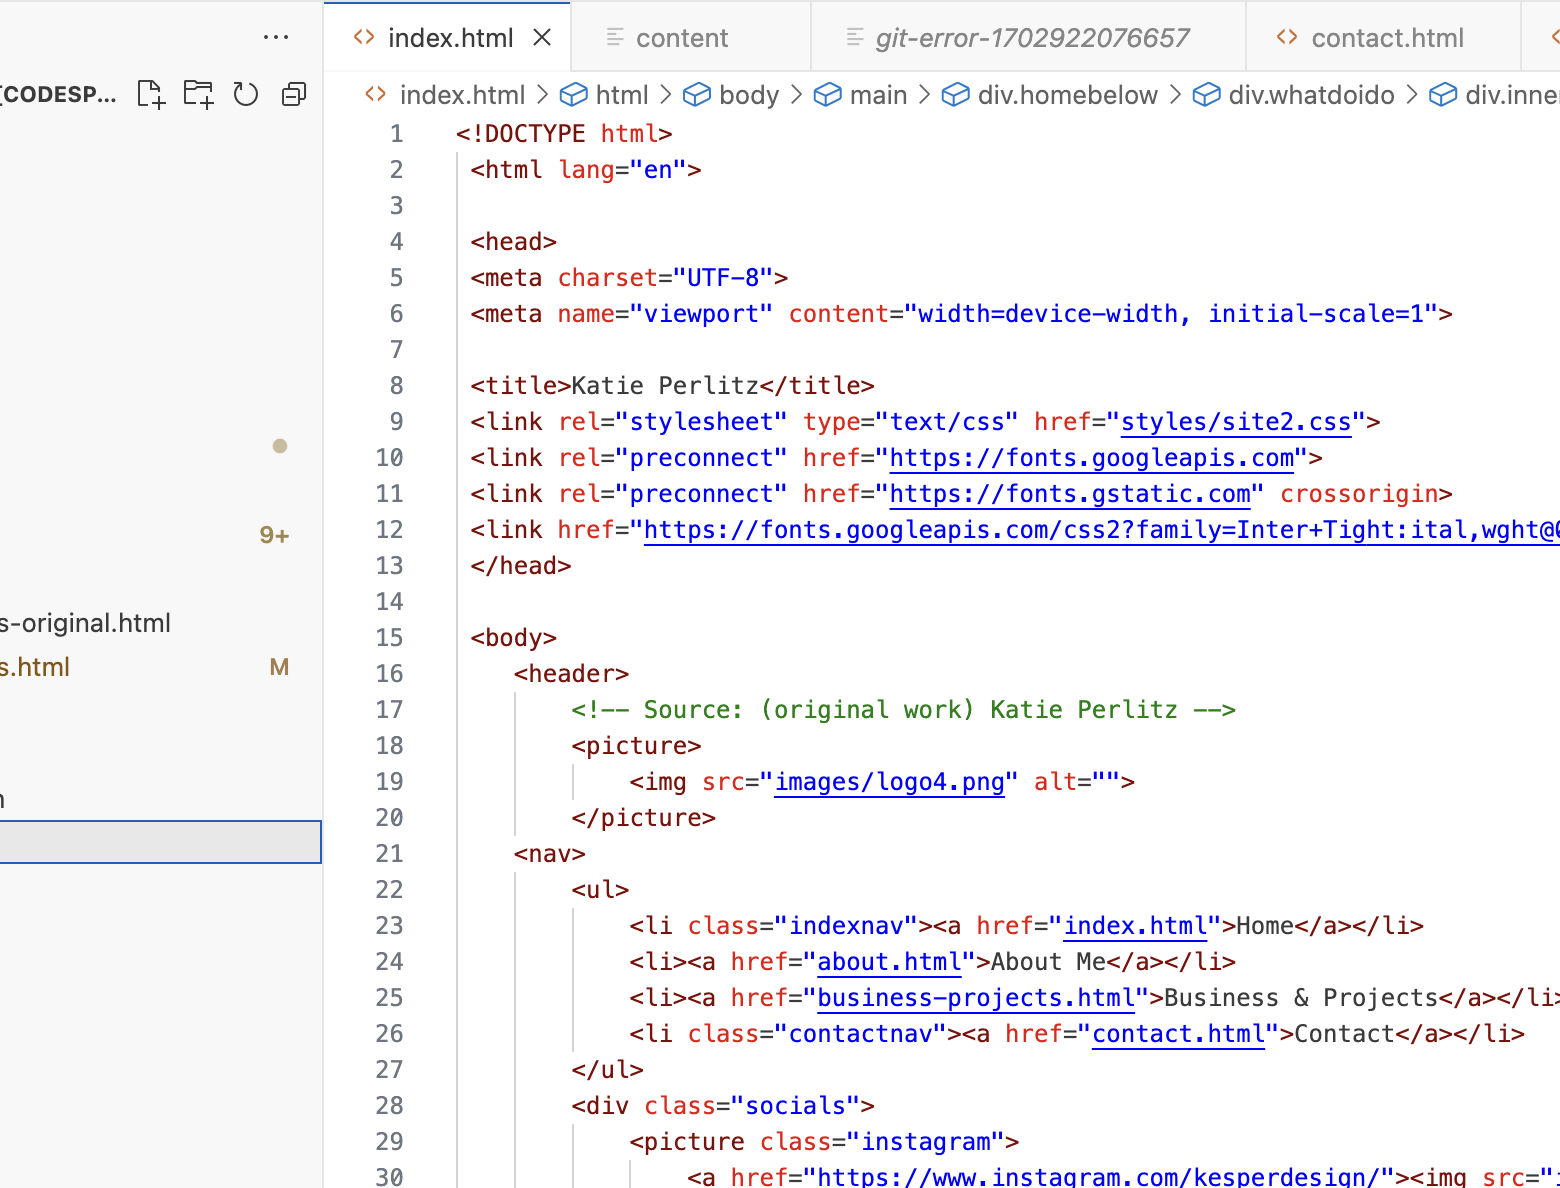 index.html
content
git-error-1702922076657
contact.html
[CODESP...
index.html > html > body > main > div.homebelow > div.whatdoido > div.inner
9+
s-original.html
s.html M
1 <!DOCTYPE html>
2 <html lang="en">
3
4 <head>
5 <meta charset="UTF-8">
6 <meta name="viewport" content="width=device-width, initial-scale=1">
7
8 <title>Katie Perlitz</title>
9 <link rel="stylesheet" type="text/css" href="styles/site2.css">
10 <link rel="preconnect" href="https://fonts.googleapis.com">
11 <link rel="preconnect" href="https://fonts.gstatic.com" crossorigin>
12 <link href="https://fonts.googleapis.com/css2?family=Inter+Tight:ital,wght@0
13 </head>
14
15 <body>
16 <header>
17 <!-- Source: (original work) Katie Perlitz -->
18 <picture>
19 <img src="images/logo4.png" alt="">
20 </picture>
21 <nav>
22 <ul>
23 <li class="indexnav"><a href="index.html">Home</a></li>
24 <li><a href="about.html">About Me</a></li>
25 <li><a href="business-projects.html">Business & Projects</a></li>
26 <li class="contactnav"><a href="contact.html">Contact</a></li>
27 </ul>
28 <div class="socials">
29 <picture class="instagram">
30 <a href="https://www.instagram.com/kesperdesign/"><img src="i